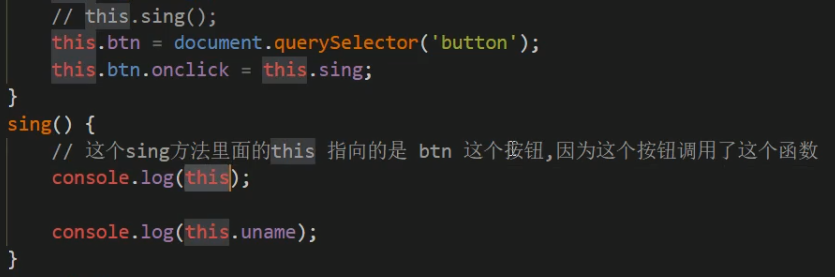 // this.sing();
this.btn = document.querySelector('button');
this.btn.onclick = this.sing;
}
sing() {
// 这个sing方法里面的this 指向的是 btn 这个按钮,因为这个按钮调用了这个函数
console.log(this);
console.log(this.uname);
}